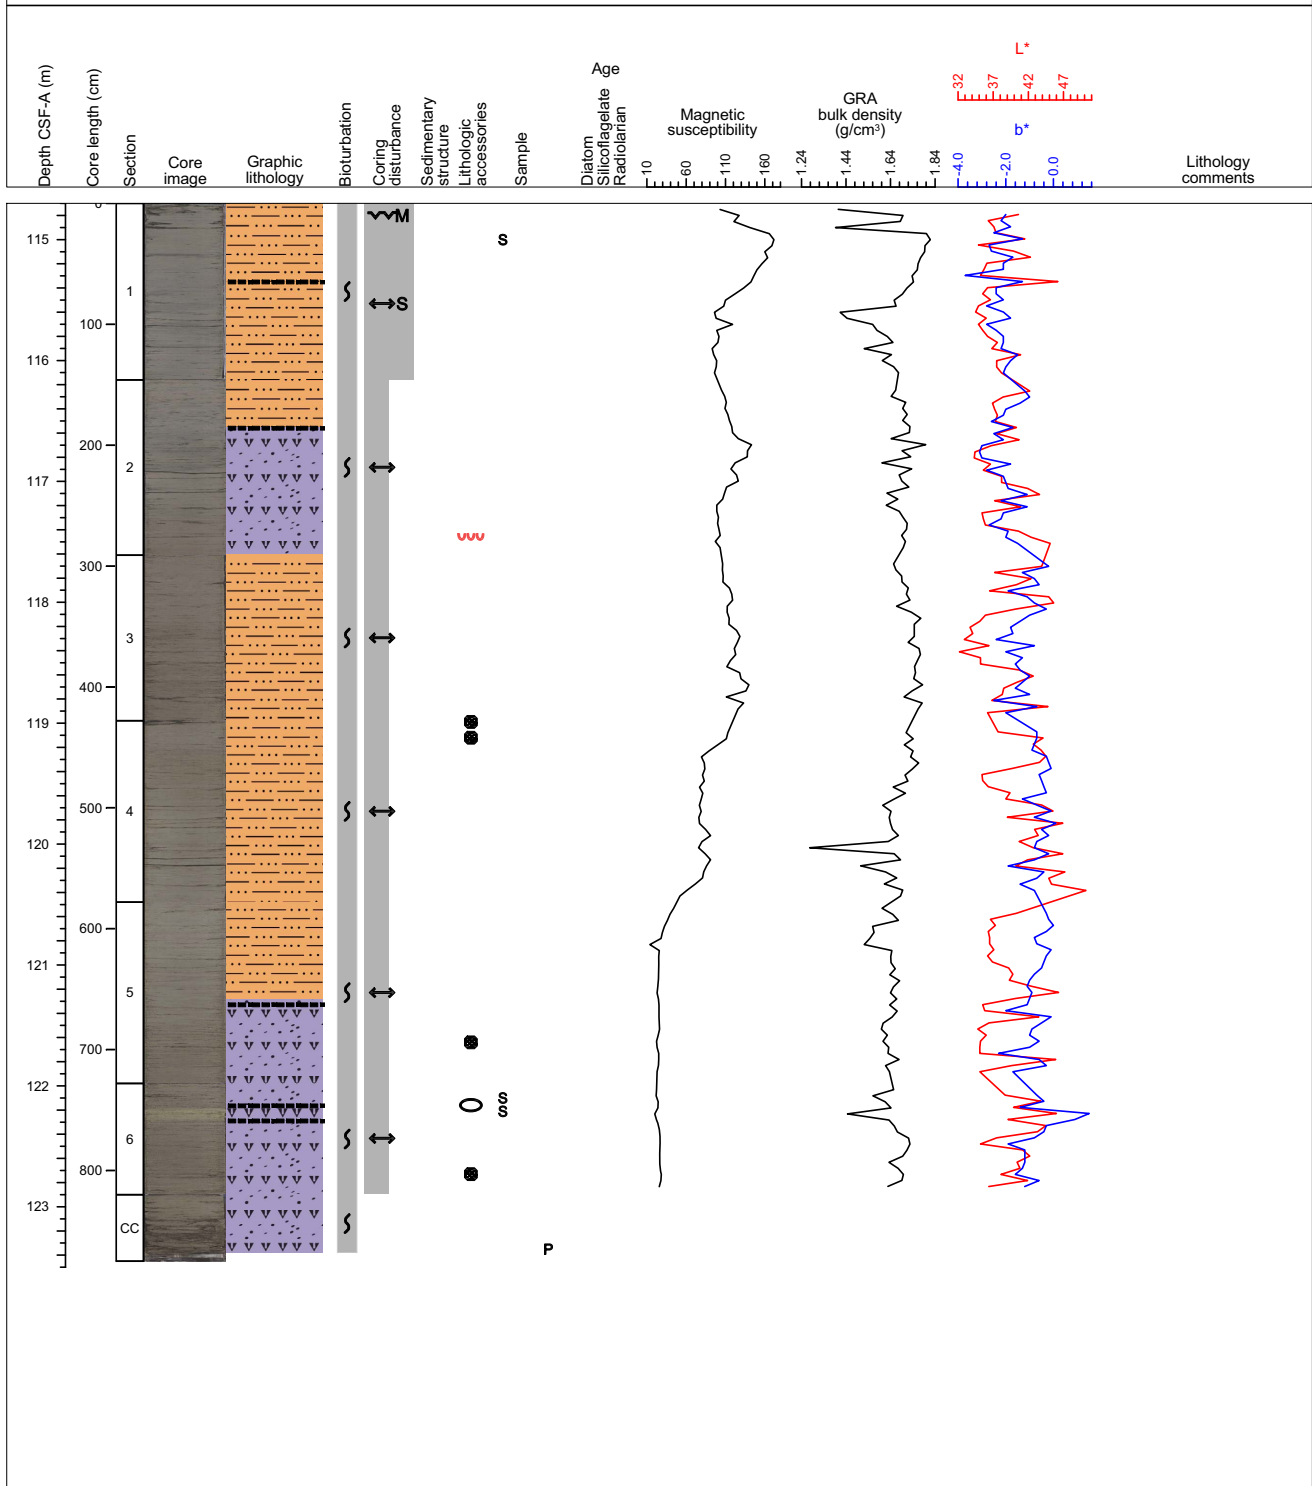 Depth CSF-A (m)
Core length (cm)
Section
Core
image
Graphic
lithology
Bioturbation
Coring
disturbance
Sedimentary
structure
Lithologic
accessories
Sample
Age
Diatom
Silicoflagelate
Radiolarian
Magnetic
susceptibility
10 60 110 160
GRA
bulk density
(g/cm³)
1.24 1.44 1.64 1.84
L*
32 37 42 47
b*
-4.0 -2.0 0.0
Lithology
comments
0
M
115
S
1
S
100
116
200
2
117
300
118
3
400
119
500
4
120
600
121
5
700
122
S
S
6
800
123
CC
P